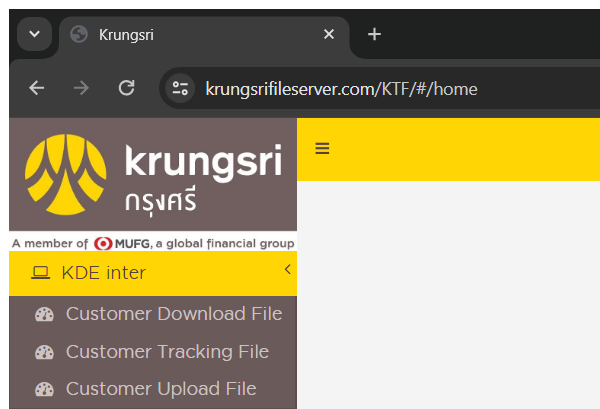 Krungsri
krungsrifileserver.com/KTF/#/home
krungsri
กรุงศรี
A member of MUFG, a global financial group
KDE inter
Customer Download File
Customer Tracking File
Customer Upload File